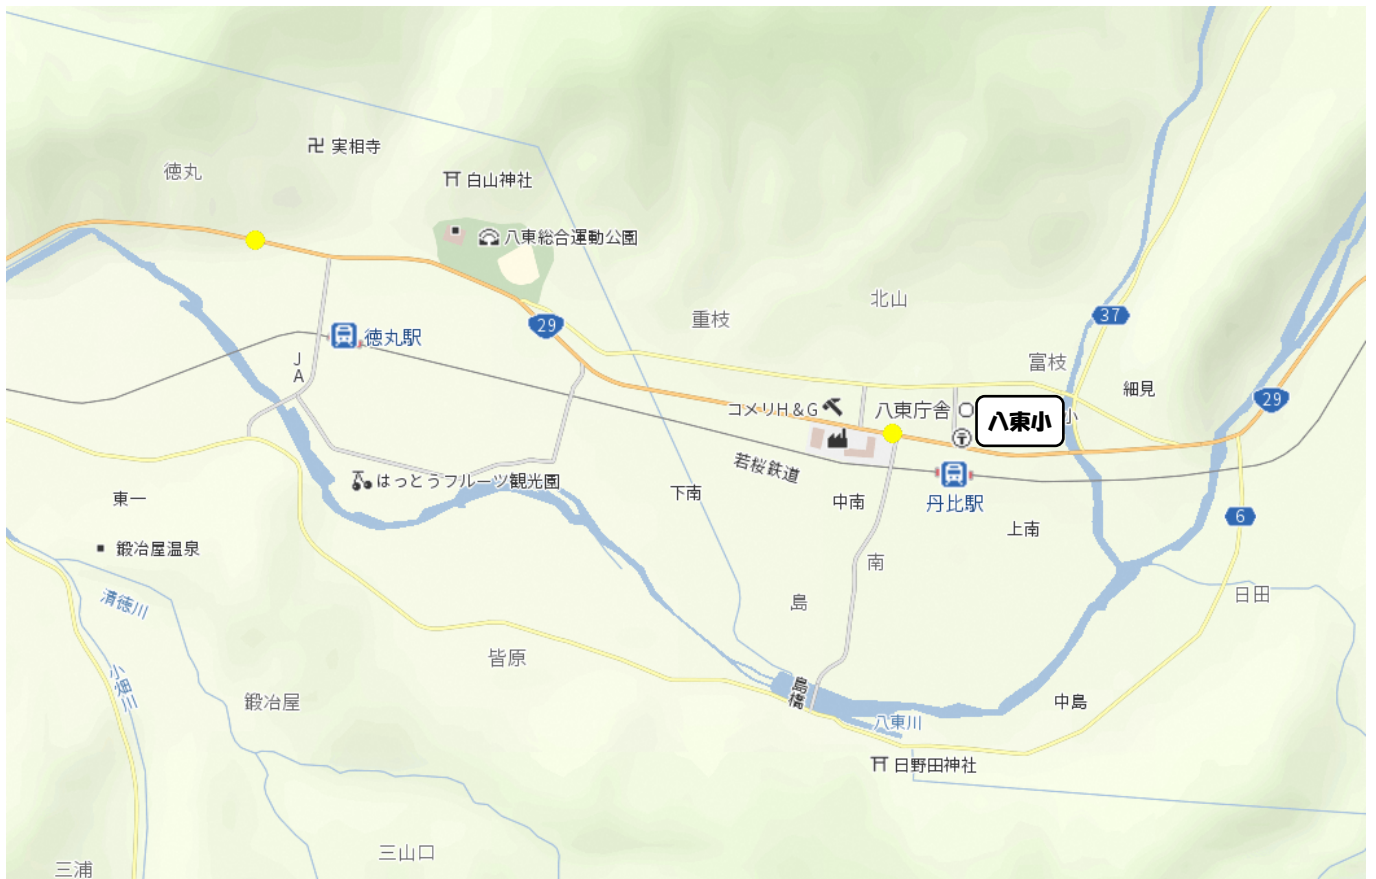 実相寺
徳丸
白山神社
八東総合運動公園
北山
37
重枝
29
徳丸駅
JA
富枝
細見
29
コメリH&G
八東庁舎
八東小
小
若桜鉄道
はっとうフルーツ観光園
下南
中南
丹比駅
東一
6
上南
鍛冶屋温泉
南
日田
清徳川
島
皆原
小畑川
島橋
鍛冶屋
中島
八東川
日野田神社
三山口
三浦